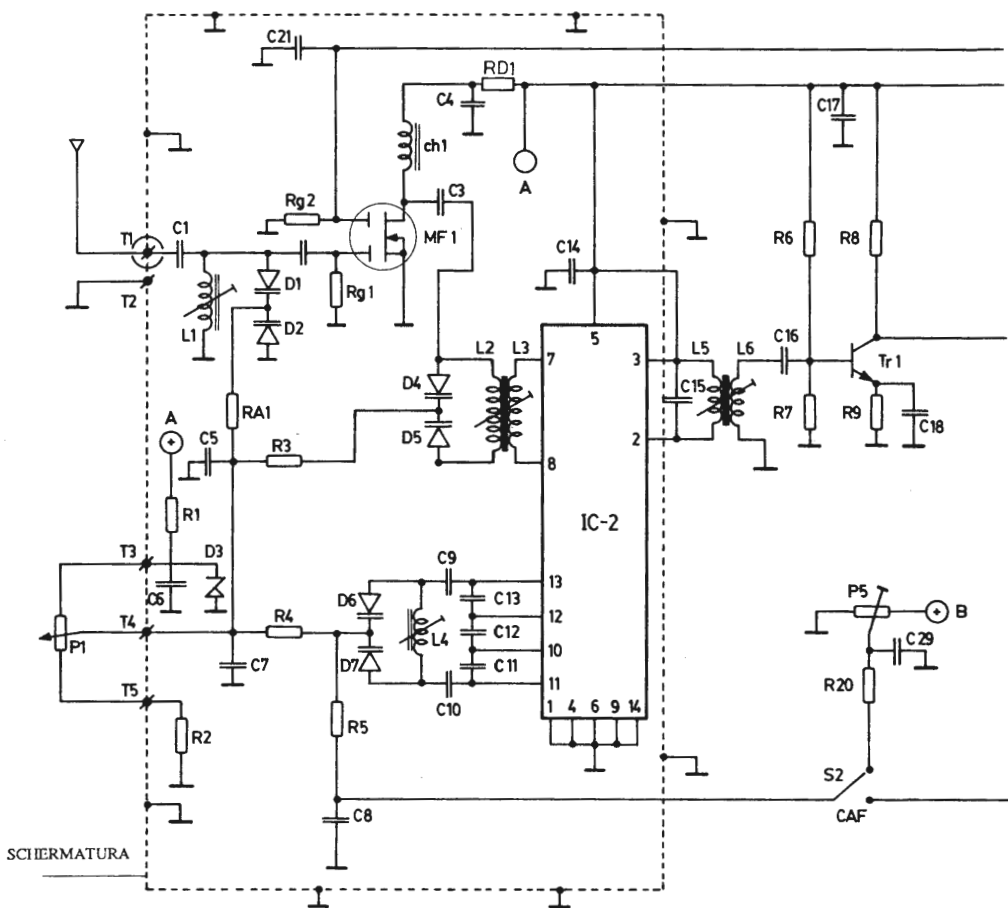 C21
RD1
C4
C17
ch1
A
C3
Rg2
MF1
R6
R8
T1
C1
C14
D1
Rg1
T2
L1
D2
5
C16
L2
L3
7
3
L5
L6
Tr1
D4
C15
RA1
R7
R9
C18
A
C5
R3
D5
2
8
R1
IC-2
T3
D3
C9
13
C6
D6
C13
P5
B
R4
12
T4
L4
C12
P1
C29
10
C7
D7
C11
R20
T5
11
C10
R2
R5
1
4
6
9
14
S2
C8
CAF
SCHERMATURA